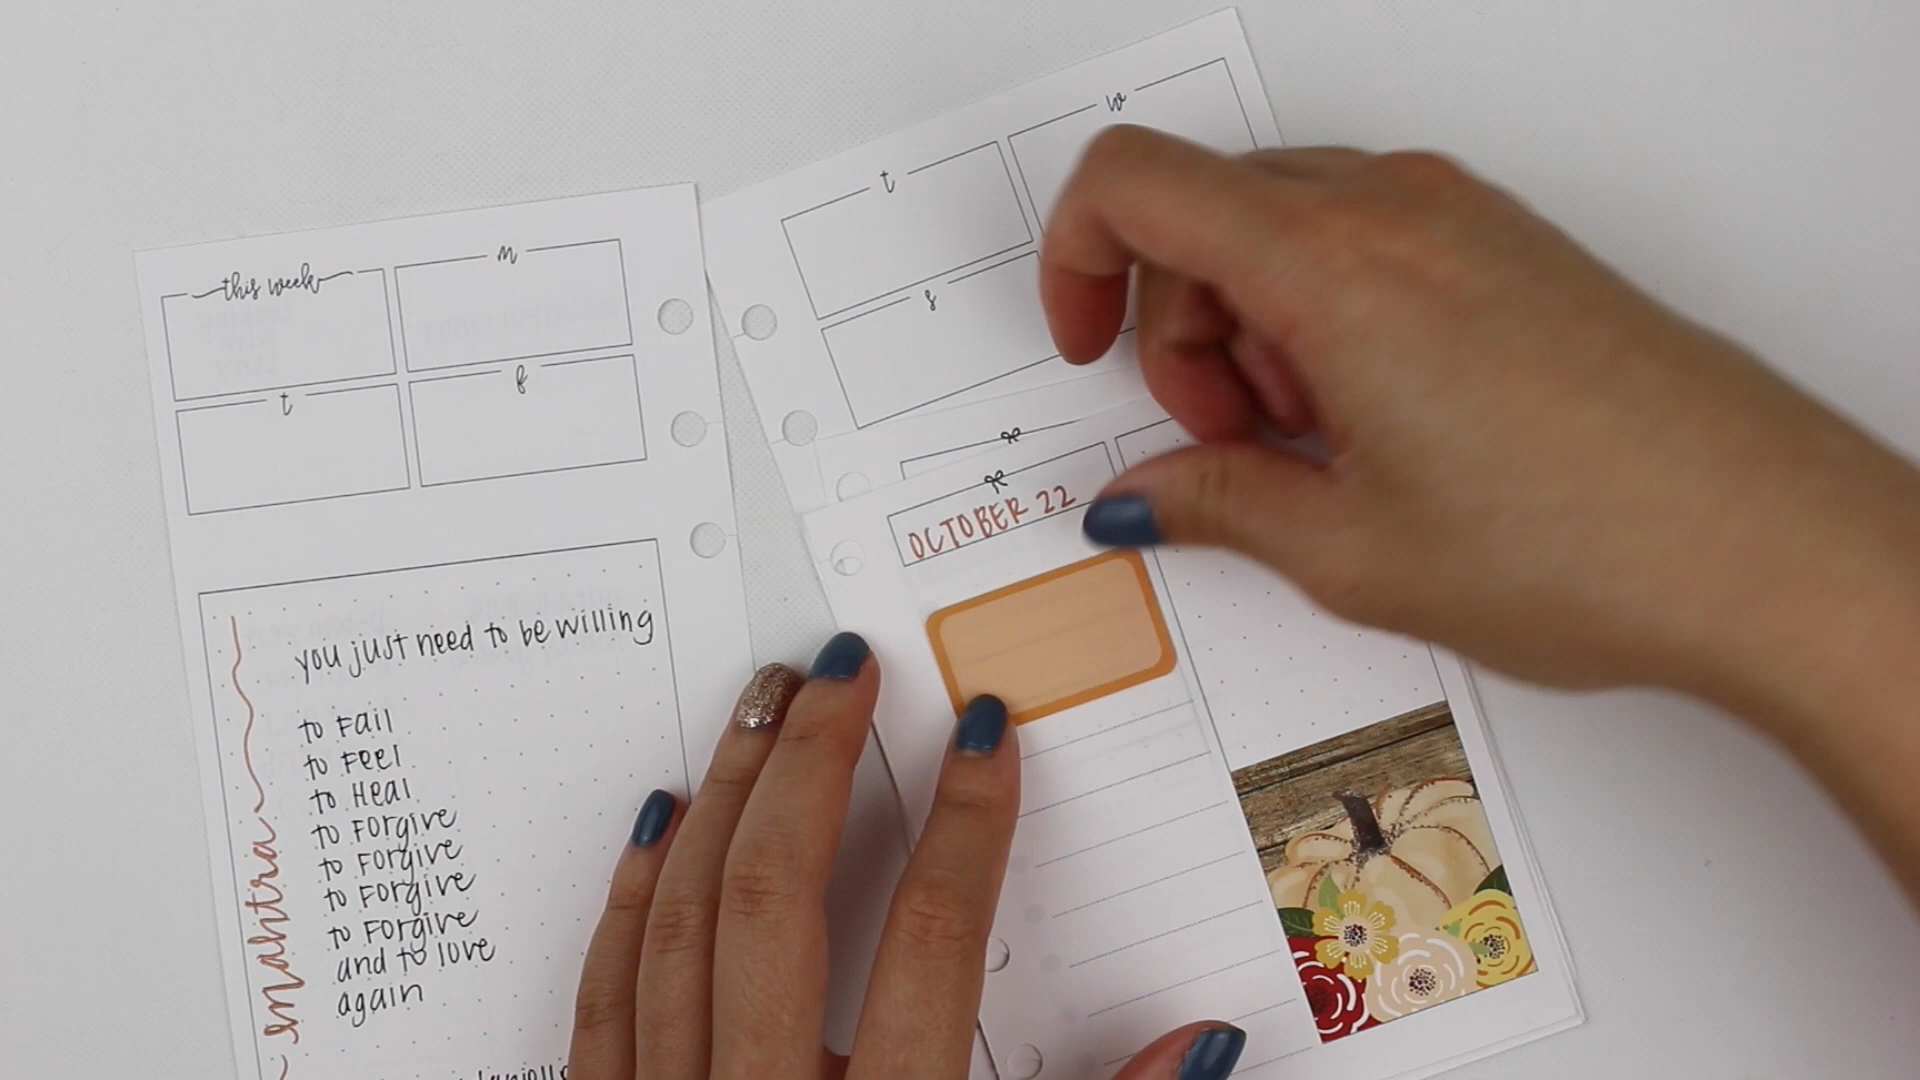 this week
m
t
f
mantra
you just need to be willing
to Fail
to Feel
to Heal
to Forgive
to Forgive
to Forgive
to Forgive
and to love
again
t
w
s
OCTOBER 22